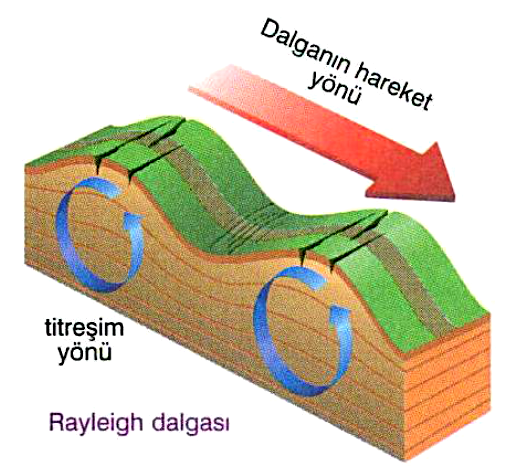 Dalganın hareket
yönü
titreşim
yönü
Rayleigh dalgası